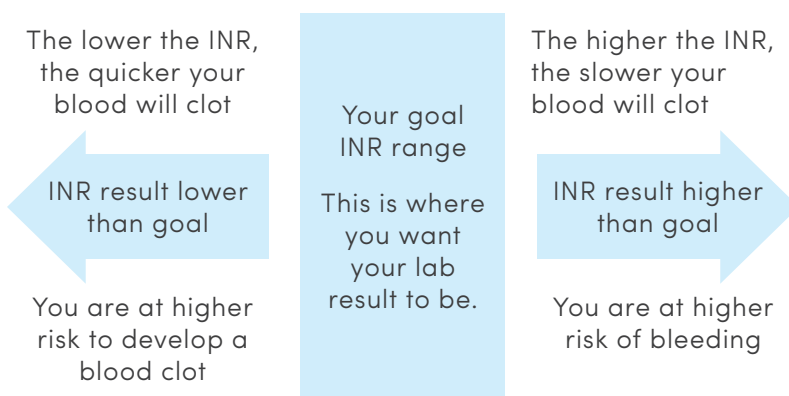 The lower the INR,
the quicker your
blood will clot
INR result lower
than goal
You are at higher
risk to develop a
blood clot
Your goal
INR range
This is where
you want
your lab
result to be.
The higher the INR,
the slower your
blood will clot
INR result higher
than goal
You are at higher
risk of bleeding